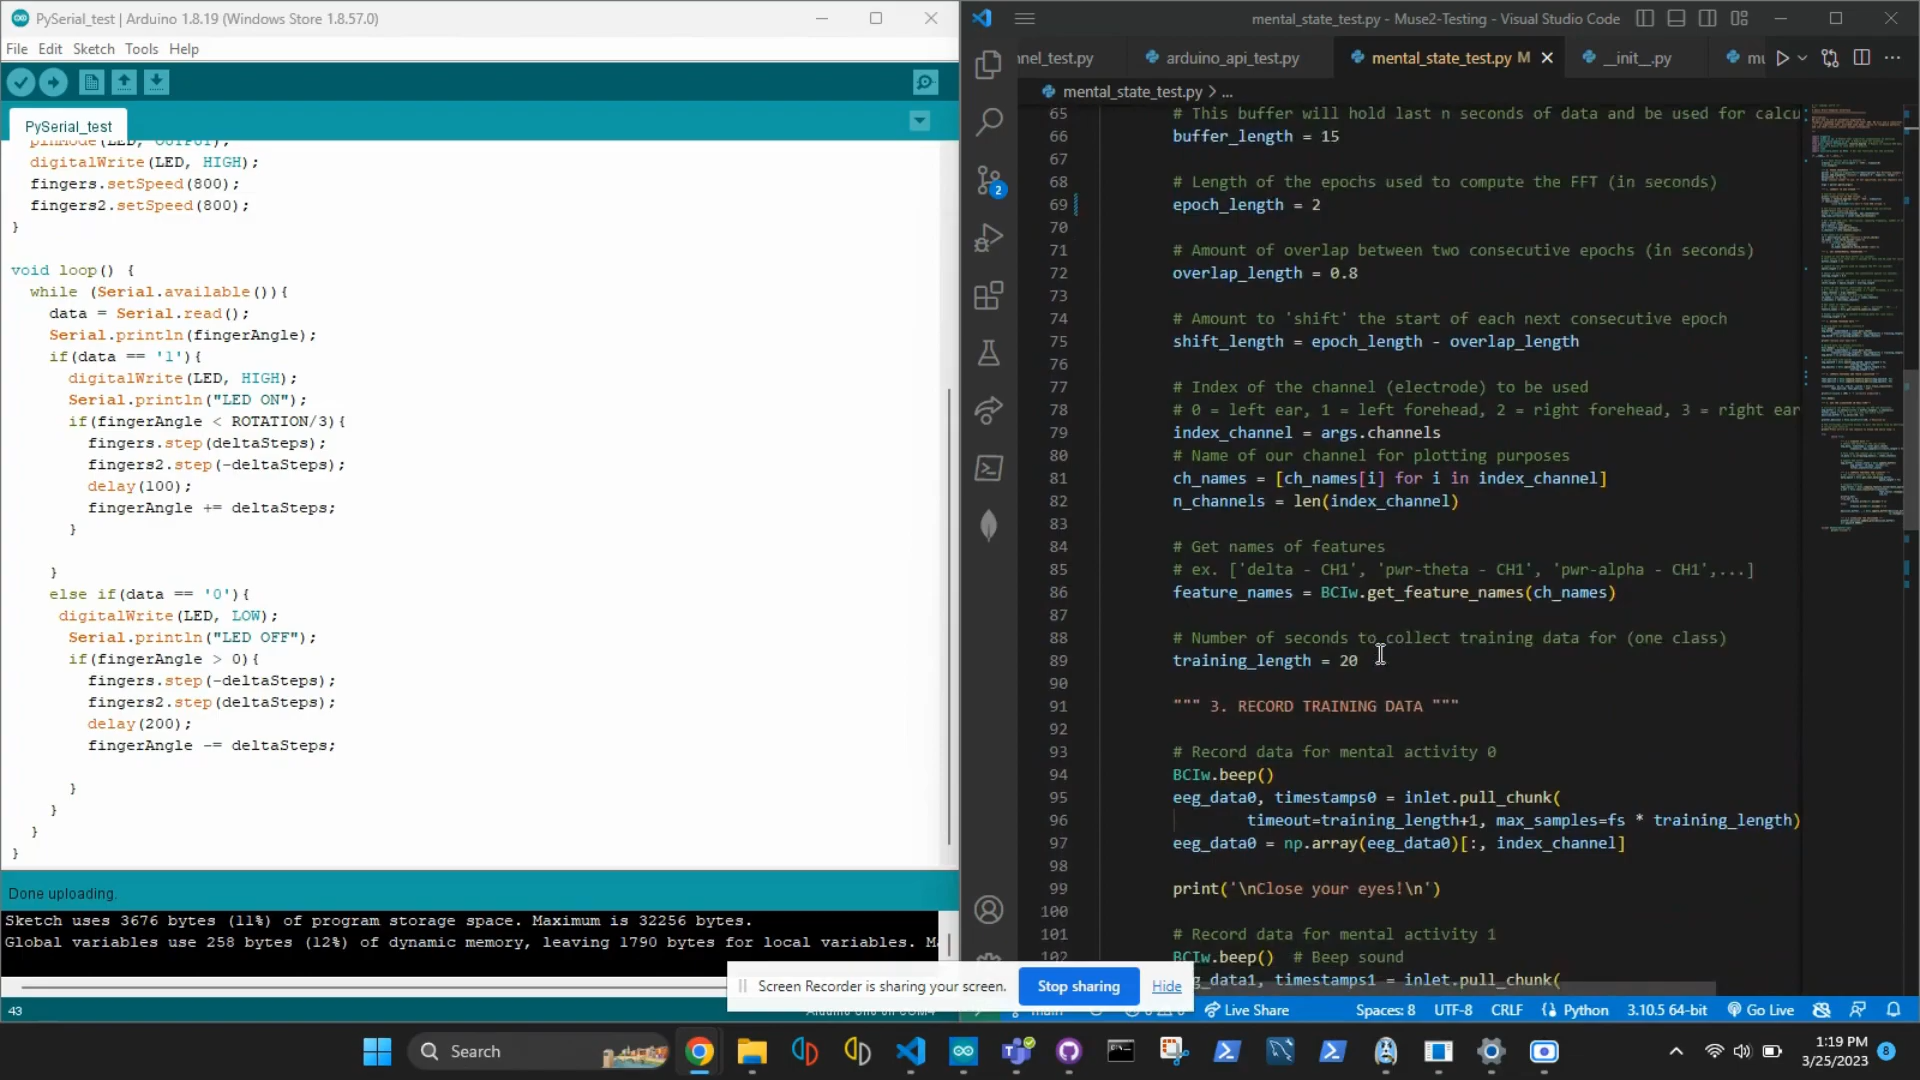 PySerial_test | Arduino 1.8.19 (Windows Store 1.8.57.0)
File Edit Sketch Tools Help
PySerial_test
pinMode(LED, OUTPUT);
digitalWrite(LED, HIGH);
fingers.setSpeed(800);
fingers2.setSpeed(800);
}
void loop() {
while (Serial.available()){
data = Serial.read();
Serial.println(fingerAngle);
if(data == '1'){
digitalWrite(LED, HIGH);
Serial.println("LED ON");
if(fingerAngle < ROTATION/3){
fingers.step(deltaSteps);
fingers2.step(-deltaSteps);
delay(100);
fingerAngle += deltaSteps;
}
}
else if(data == '0'){
digitalWrite(LED, LOW);
Serial.println("LED OFF");
if(fingerAngle > 0){
fingers.step(-deltaSteps);
fingers2.step(deltaSteps);
delay(200);
fingerAngle -= deltaSteps;
}
}
}
}
Done uploading.
Sketch uses 3676 bytes (11%) of program storage space. Maximum is 32256 bytes.
Global variables use 258 bytes (12%) of dynamic memory, leaving 1790 bytes for local variables. M
43
mental_state_test.py - Muse2-Testing - Visual Studio Code
nnel_test.py arduino_api_test.py mental_state_test.py M __init__.py mu
mental_state_test.py > ...
2
65 # This buffer will hold last n seconds of data and be used for calcu
66 buffer_length = 15
67
68 # Length of the epochs used to compute the FFT (in seconds)
69 epoch_length = 2
70
71 # Amount of overlap between two consecutive epochs (in seconds)
72 overlap_length = 0.8
73
74 # Amount to 'shift' the start of each next consecutive epoch
75 shift_length = epoch_length - overlap_length
76
77 # Index of the channel (electrode) to be used
78 # 0 = left ear, 1 = left forehead, 2 = right forehead, 3 = right ear
79 index_channel = args.channels
80 # Name of our channel for plotting purposes
81 ch_names = [ch_names[i] for i in index_channel]
82 n_channels = len(index_channel)
83
84 # Get names of features
85 # ex. ['delta - CH1', 'pwr-theta - CH1', 'pwr-alpha - CH1',...]
86 feature_names = BCIw.get_feature_names(ch_names)
87
88 # Number of seconds to collect training data for (one class)
89 training_length = 20
90
91 """ 3. RECORD TRAINING DATA """
92
93 # Record data for mental activity 0
94 BCIw.beep()
95 eeg_data0, timestamps0 = inlet.pull_chunk(
96 timeout=training_length+1, max_samples=fs * training_length)
97 eeg_data0 = np.array(eeg_data0)[:, index_channel]
98
99 print('\nClose your eyes!\n')
100
101 # Record data for mental activity 1
102 BCIw.beep() # Beep sound
g_data1, timestamps1 = inlet.pull_chunk(
Screen Recorder is sharing your screen. Stop sharing Hide
Live Share Spaces: 8 UTF-8 CRLF Python 3.10.5 64-bit Go Live
Search
1:19 PM
3/25/2023
8